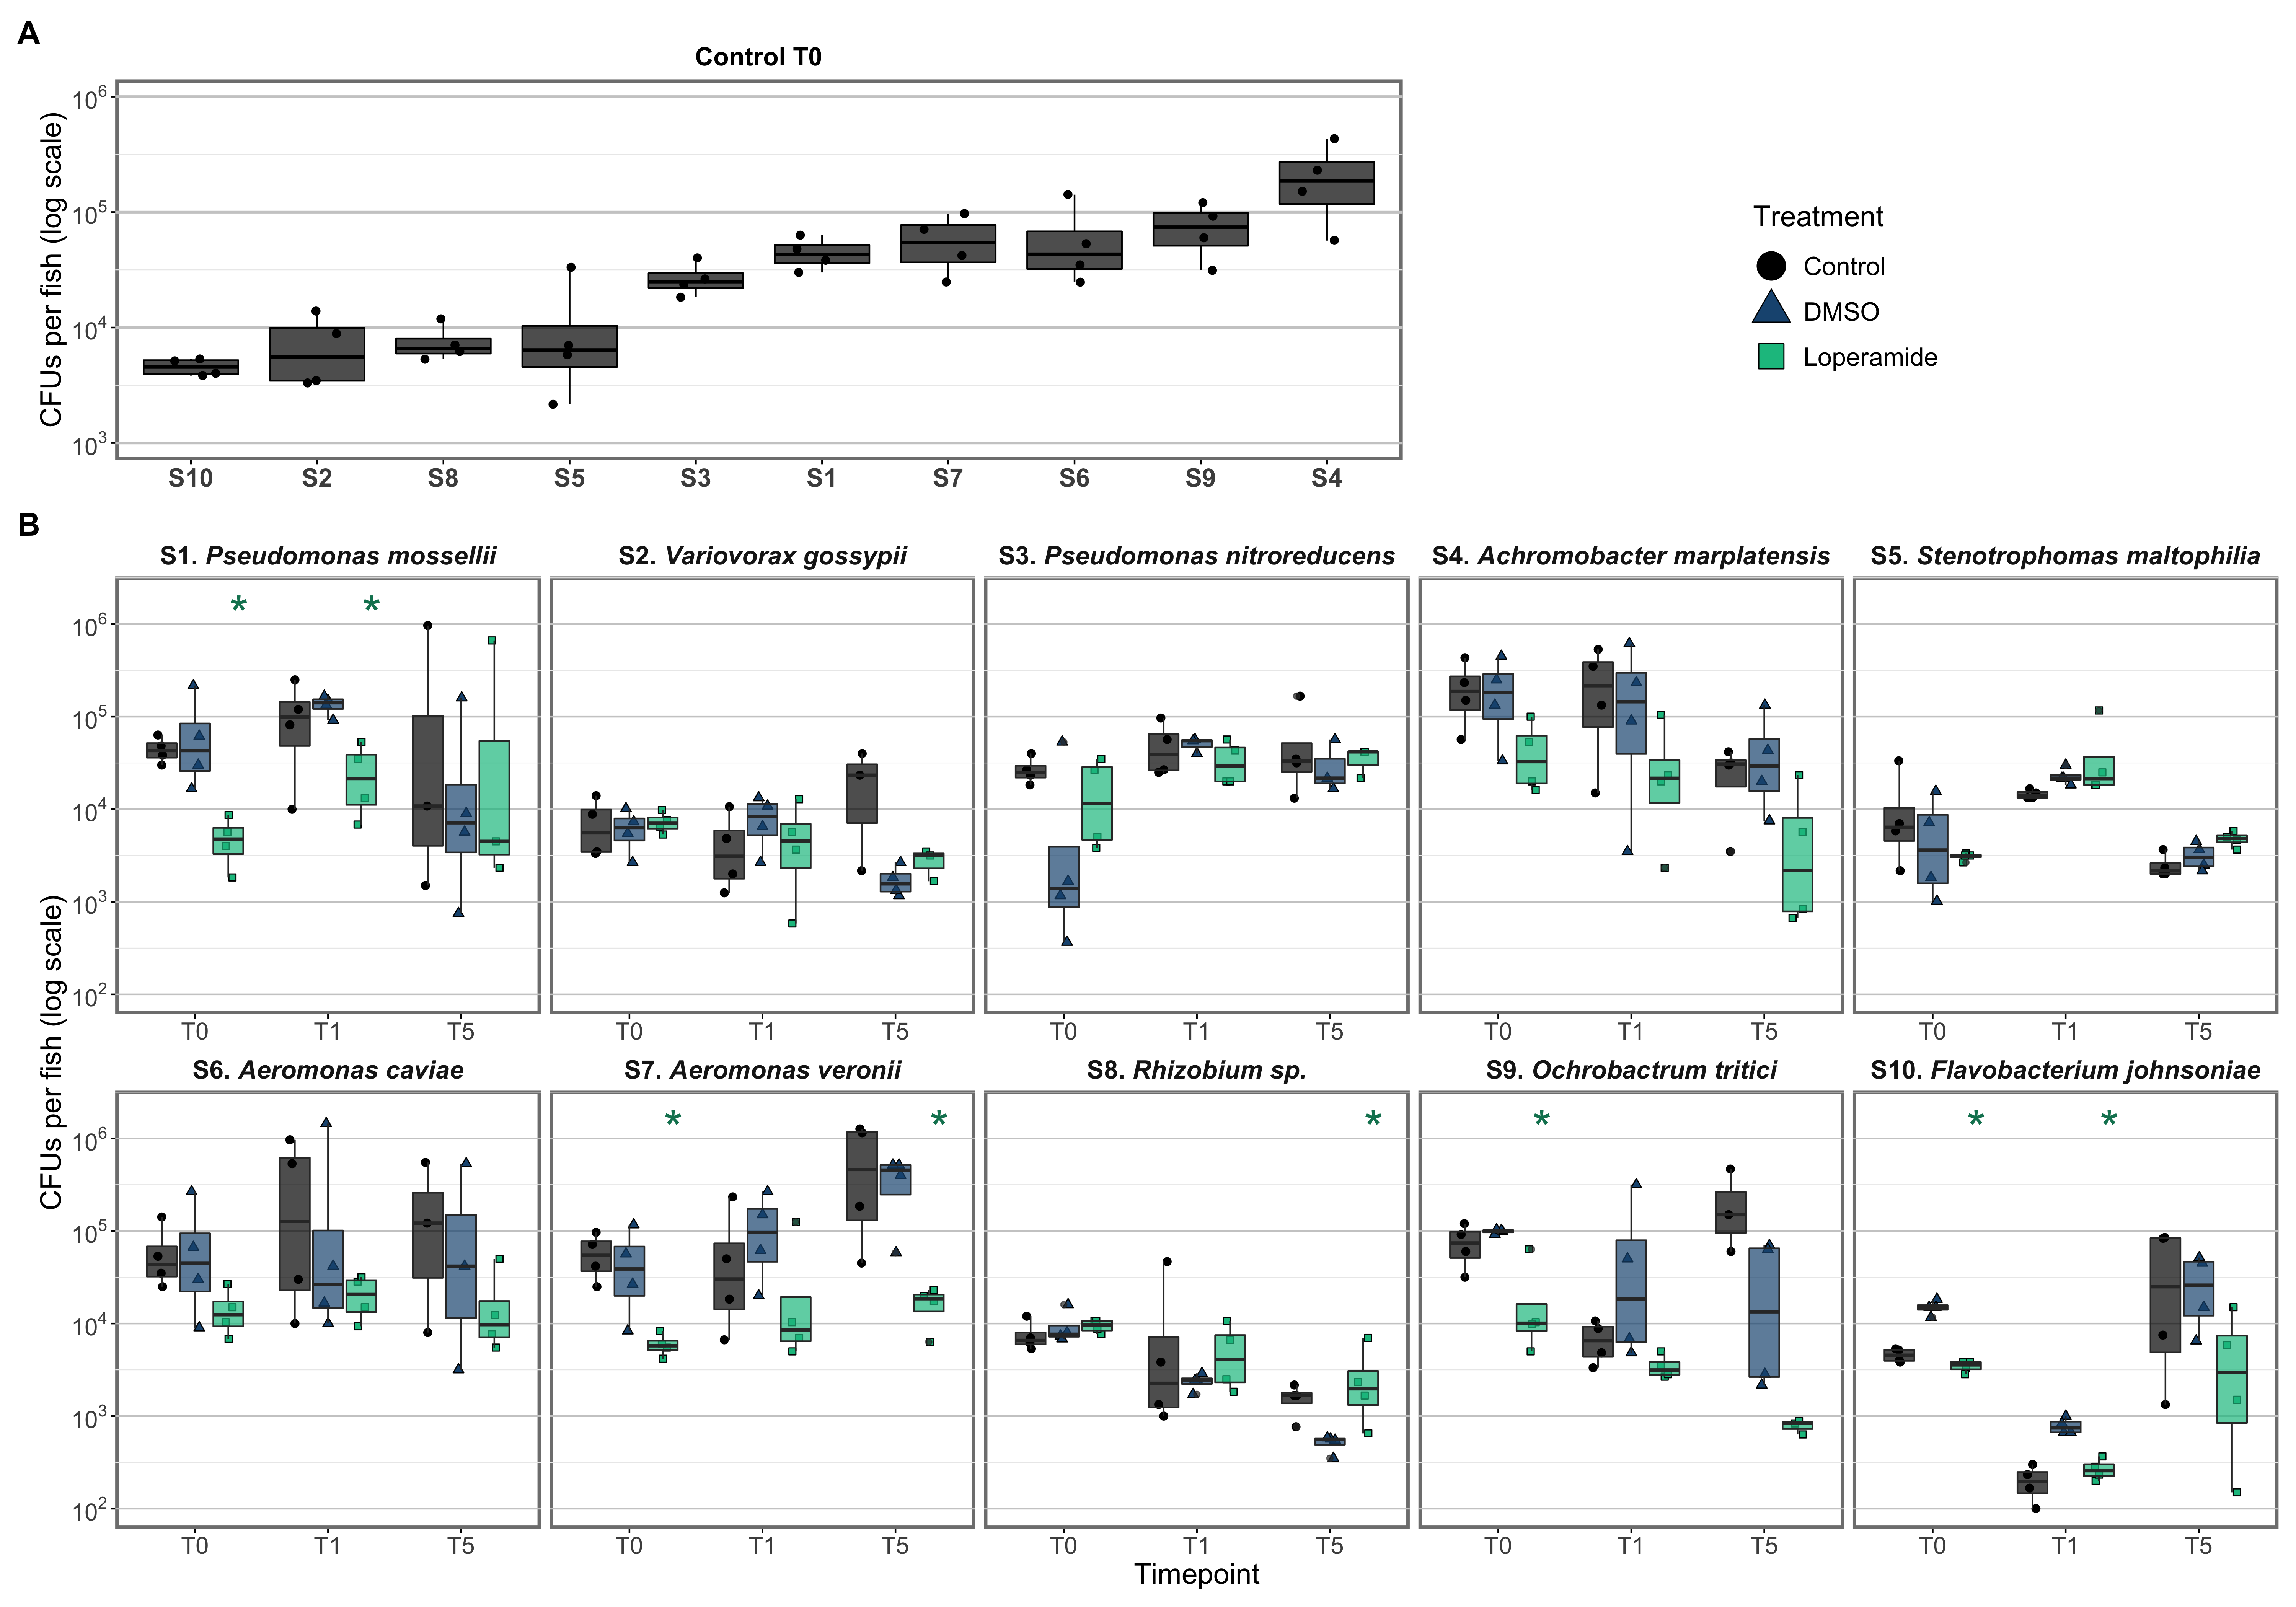 A
Control T0
CFUs per fish (log scale)
10^6
10^5
10^4
10^3
S10 S2 S8 S5 S3 S1 S7 S6 S9 S4
Treatment
Control
DMSO
Loperamide
B
CFUs per fish (log scale)
S1. Pseudomonas mossellii
S2. Variovorax gossypii
S3. Pseudomonas nitroreducens
S4. Achromobacter marplatensis
S5. Stenotrophomas maltophilia
* *
10^6
10^5
10^4
10^3
10^2
T0 T1 T5 T0 T1 T5 T0 T1 T5 T0 T1 T5 T0 T1 T5
S6. Aeromonas caviae
S7. Aeromonas veronii
S8. Rhizobium sp.
S9. Ochrobactrum tritici
S10. Flavobacterium johnsoniae
* * * * * *
10^6
10^5
10^4
10^3
10^2
T0 T1 T5 T0 T1 T5 T0 T1 T5 T0 T1 T5 T0 T1 T5
Timepoint